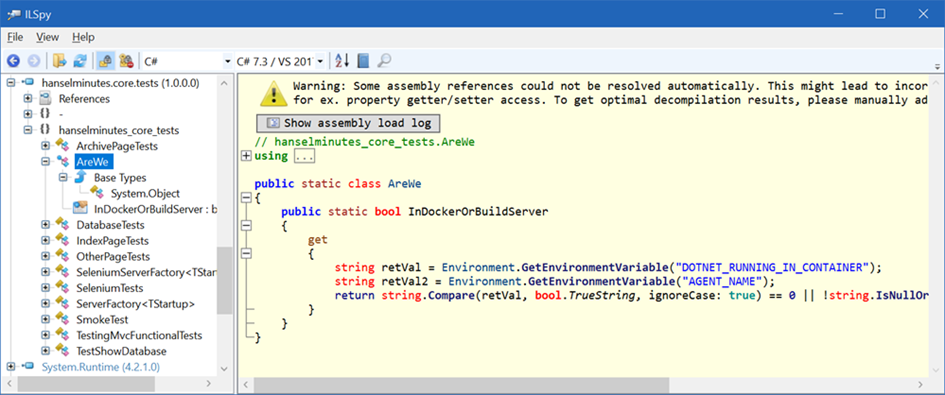 ILSpy
File View Help
C# C# 7.3 / VS 201
hanselminutes.core.tests (1.0.0.0)
References
-
hanselminutes_core_tests
ArchivePageTests
AreWe
Base Types
System.Object
InDockerOrBuildServer : b
DatabaseTests
IndexPageTests
OtherPageTests
SeleniumServerFactory<TStar
SeleniumTests
ServerFactory<TStartup>
SmokeTest
TestingMvcFunctionalTests
TestShowDatabase
System.Runtime (4.2.1.0)
Warning: Some assembly references could not be resolved automatically. This might lead to incor
for ex. property getter/setter access. To get optimal decompilation results, please manually ad
Show assembly load log
// hanselminutes_core_tests.AreWe
using ...
public static class AreWe
{
public static bool InDockerOrBuildServer
{
get
{
string retVal = Environment.GetEnvironmentVariable("DOTNET_RUNNING_IN_CONTAINER");
string retVal2 = Environment.GetEnvironmentVariable("AGENT_NAME");
return string.Compare(retVal, bool.TrueString, ignoreCase: true) == 0 || !string.IsNullOr
}
}
}